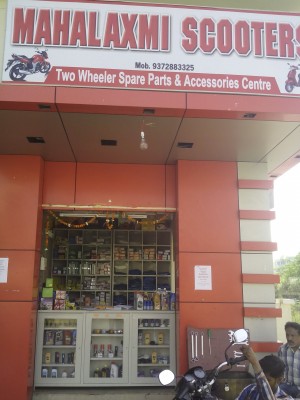 MAHALAXMI SCOOTERS
Mob. 9372883325
Two Wheeler Spare Parts & Accessories Centre